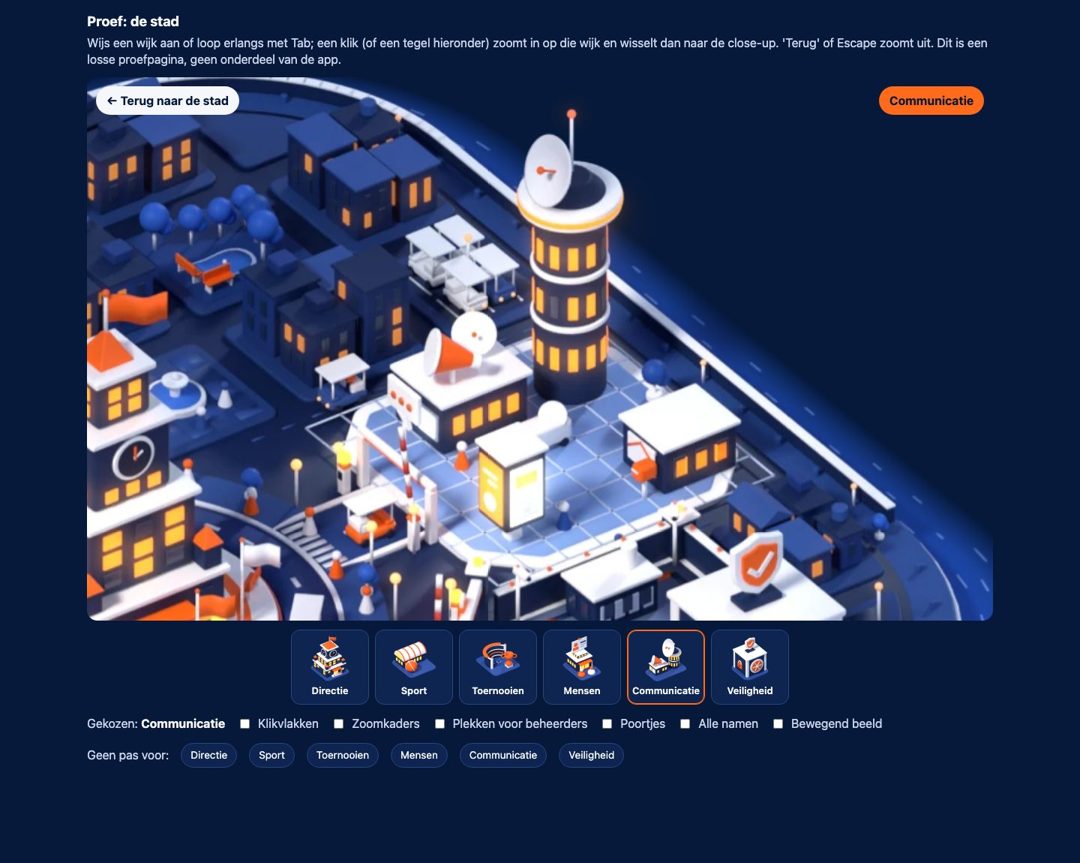 Proef: de stad
Wijs een wijk aan of loop erlangs met Tab; een klik (of een tegel hieronder) zoomt in op die wijk en wisselt dan naar de close-up. 'Terug' of Escape zoomt uit. Dit is een
losse proefpagina, geen onderdeel van de app.
← Terug naar de stad
Communicatie
Directie
Sport
Toernooien
Mensen
Communicatie
Veiligheid
Gekozen: Communicatie Klikvlakken Zoomkaders Plekken voor beheerders Poortjes Alle namen Bewegend beeld
Geen pas voor: Directie Sport Toernooien Mensen Communicatie Veiligheid